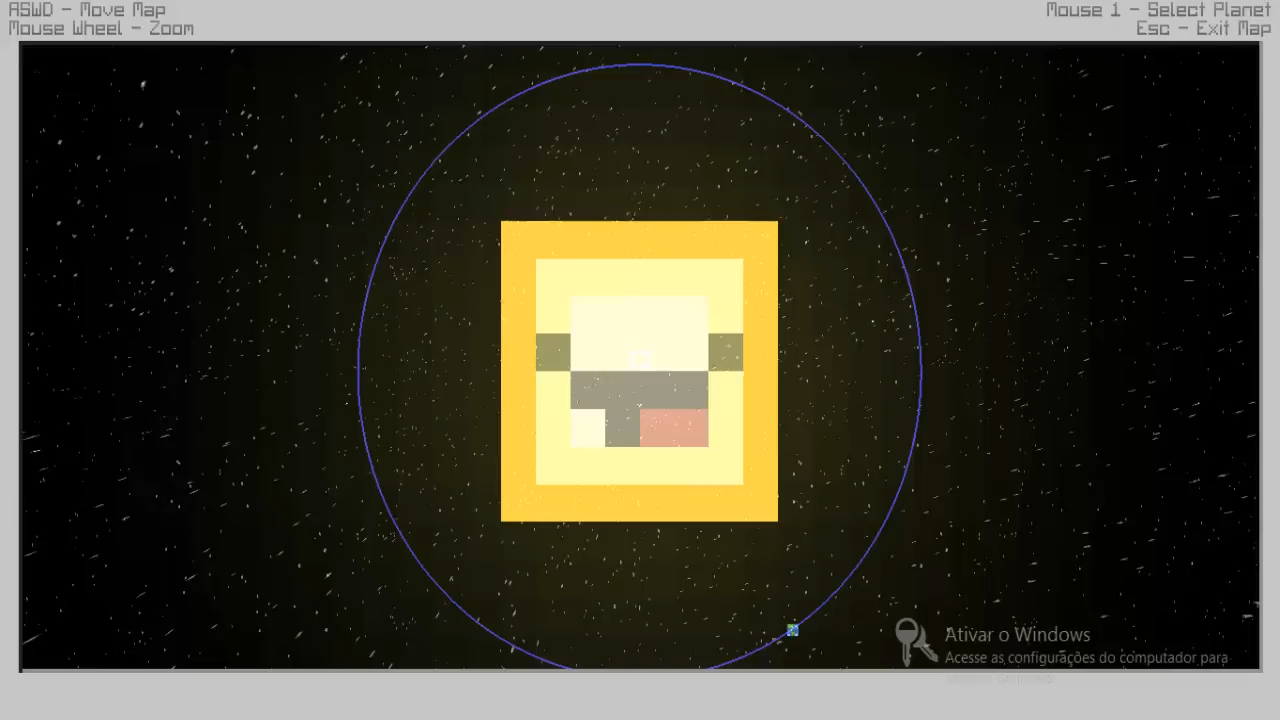 ASWD - Move Map
Mouse Wheel - Zoom
Mouse 1 - Select Planet
Esc - Exit Map
Ativar o Windows
Acesse as configurações do computador para